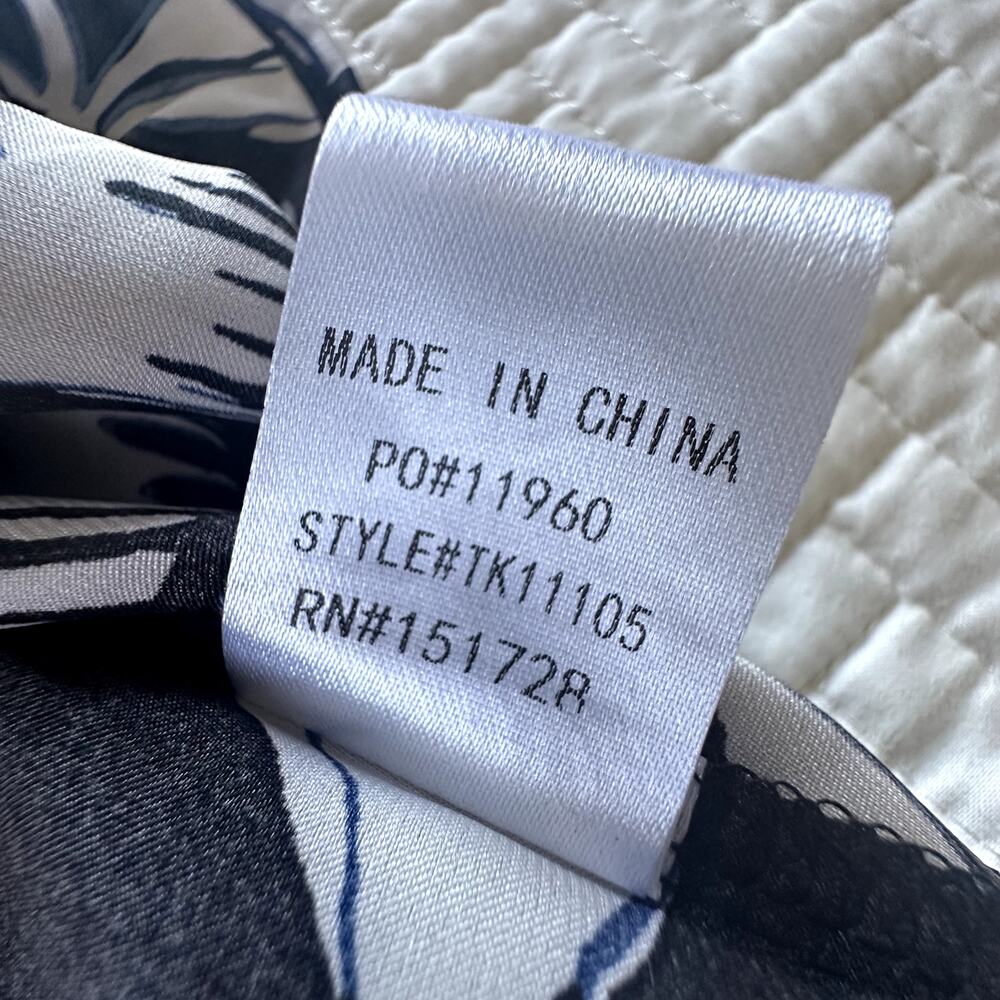 MADE IN CHINA
PO#11960
STYLE#TK11105
RN#151728